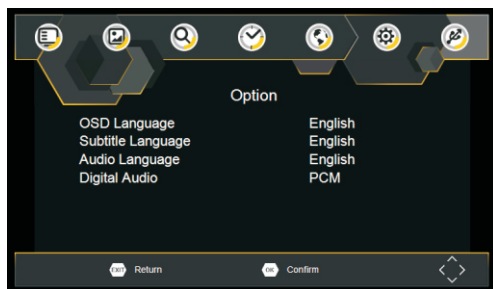 Option
OSD Language English
Subtitle Language English
Audio Language English
Digital Audio PCM
EXIT Return OK Confirm